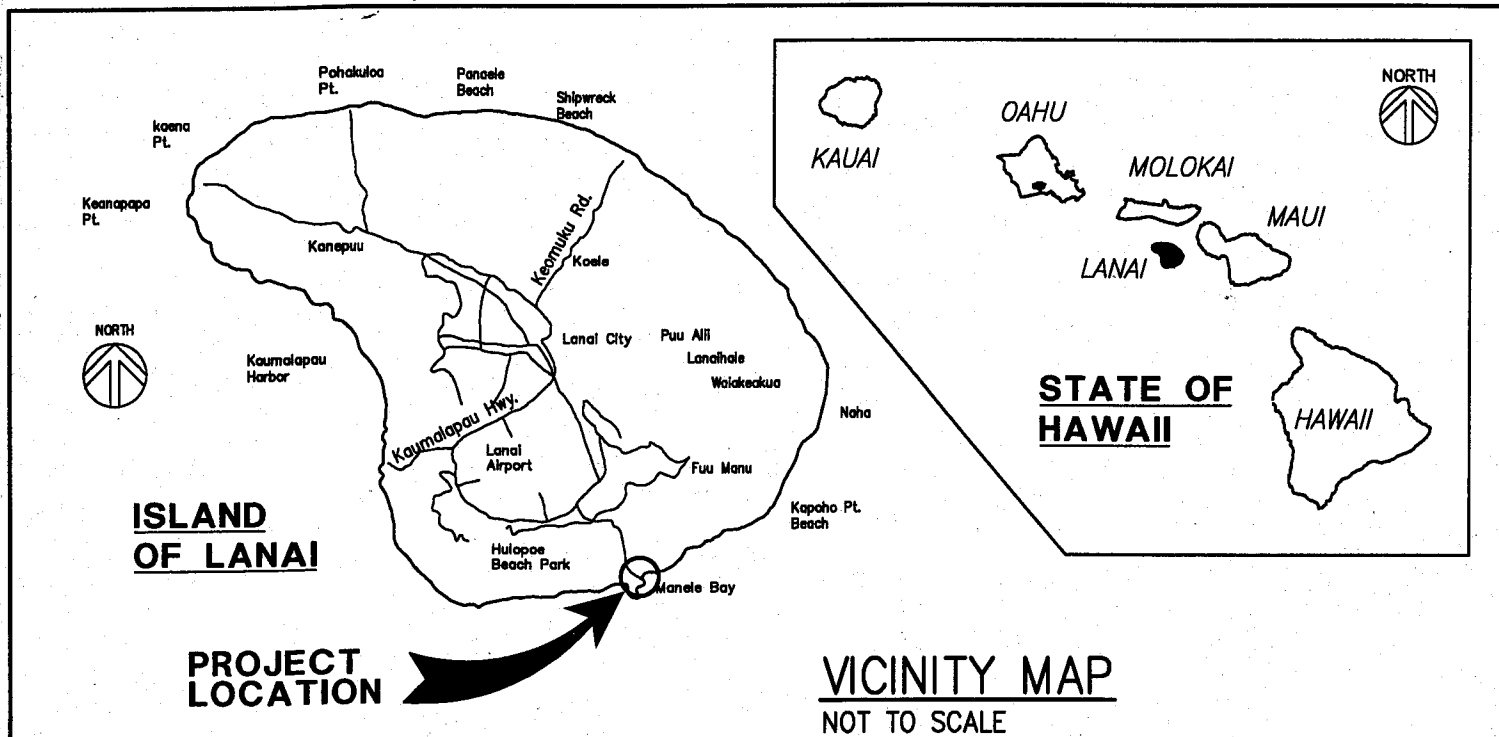 Pohakuloa
Pt.
Panaele
Beach
Shipwreck
Beach
kaena
Pt.
Keanapapa
Pt.
Kanepuu
Keomuku Rd.
Koele
NORTH
Kaumalapau
Harbor
Lanai City
Puu Alii
Lanaihale
Waiakeakua
Naha
Kaumalapau Hwy.
Lanai
Airport
Fuu Manu
Kapoho Pt.
Beach
ISLAND
OF LANAI
Hulopoe
Beach Park
Manele Bay
PROJECT
LOCATION
NORTH
KAUAI
OAHU
MOLOKAI
MAUI
LANAI
HAWAII
STATE OF
HAWAII
VICINITY MAP
NOT TO SCALE